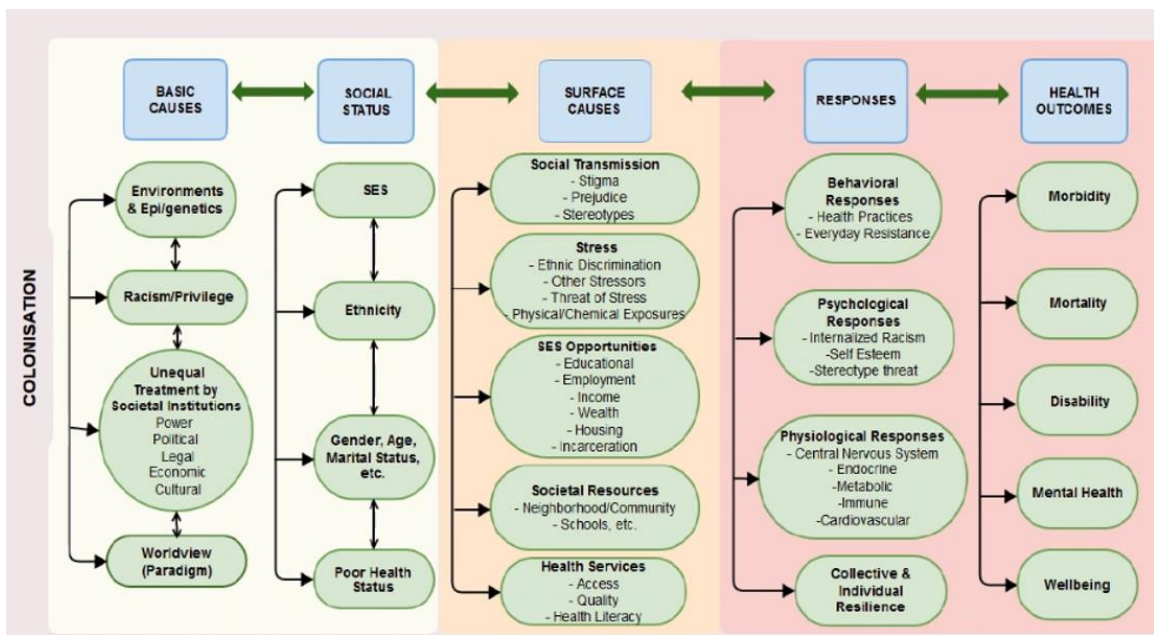 COLONISATION
BASIC
CAUSES
Environments
& Epi/genetics
Racism/Privilege
Unequal
Treatment by
Societal Institutions
Power
Political
Legal
Economic
Cultural
Worldview
(Paradigm)
SOCIAL
STATUS
SES
Ethnicity
Gender, Age,
Marital Status,
etc.
Poor Health
Status
SURFACE
CAUSES
Social Transmission
- Stigma
- Prejudice
- Stereotypes
Stress
- Ethnic Discrimination
- Other Stressors
- Threat of Stress
- Physical/Chemical Exposures
SES Opportunities
- Educational
- Employment
- Income
- Wealth
- Housing
- Incarceration
Societal Resources
- Neighborhood/Community
- Schools, etc.
Health Services
- Access
- Quality
- Health Literacy
RESPONSES
Behavioral
Responses
- Health Practices
- Everyday Resistance
Psychological
Responses
- Internalized Racism
-Self Esteem
-Stereotype threat
Physiological Responses
- Central Nervous System
- Endocrine
- Metabolic
- Immune
- Cardiovascular
Collective &
Individual
Resilience
HEALTH
OUTCOMES
Morbidity
Mortality
Disability
Mental Health
Wellbeing